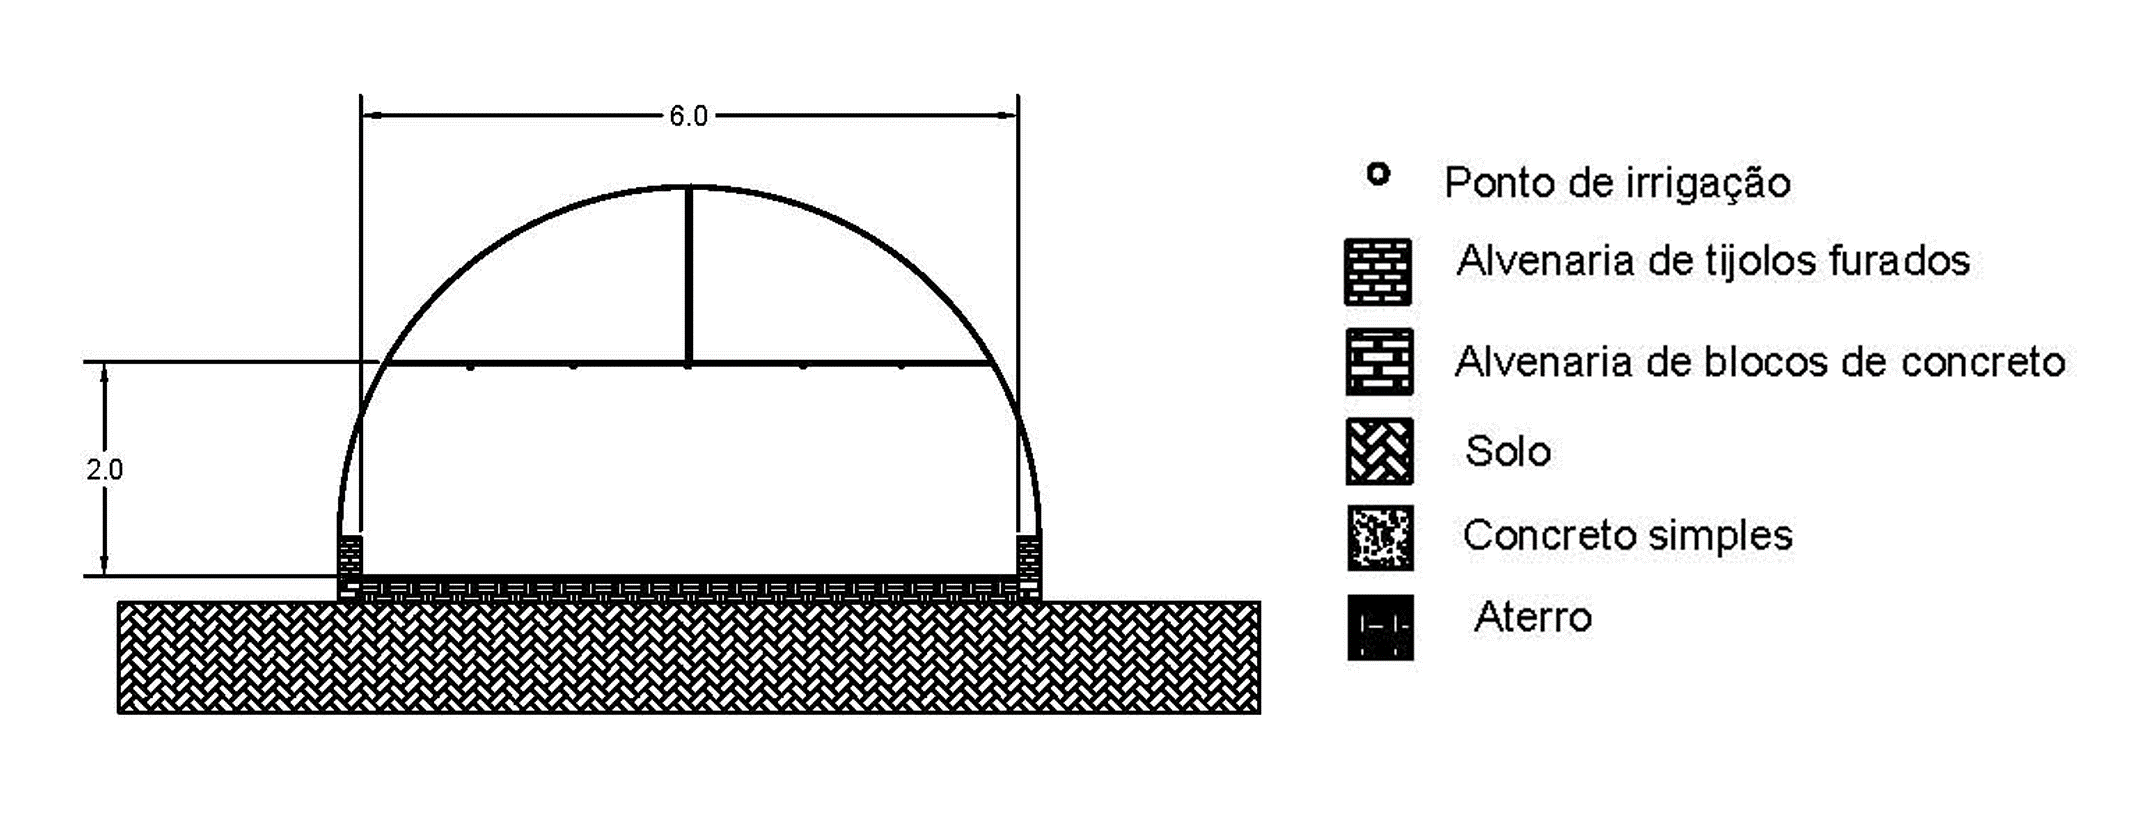 6.0
2.0
Ponto de irrigação
Alvenaria de tijolos furados
Alvenaria de blocos de concreto
Solo
Concreto simples
Aterro